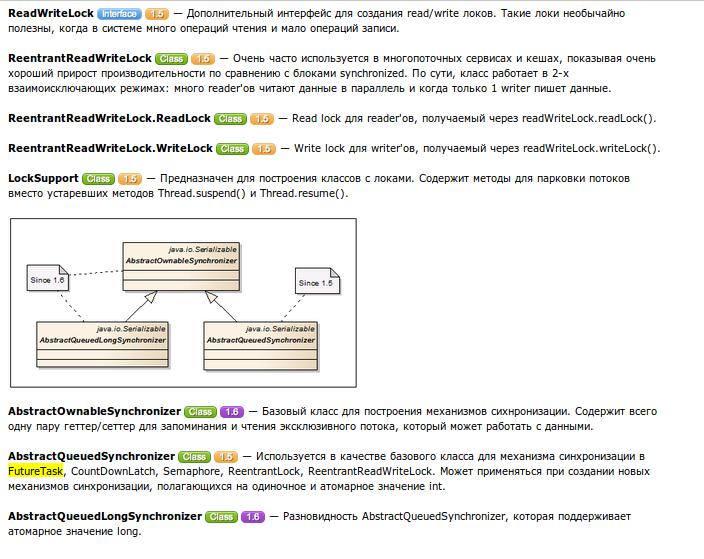 ReadWriteLock Interface 1.5 — Дополнительный интерфейс для создания read/write локов. Такие локи необычайно
полезны, когда в системе много операций чтения и мало операций записи.
ReentrantReadWriteLock Class 1.5 — Очень часто используется в многопоточных сервисах и кешах, показывая очень
хороший прирост производительности по сравнению с блоками synchronized. По сути, класс работает в 2-х
взаимоисключающих режимах: много reader'ов читают данные в параллель и когда только 1 writer пишет данные.
ReentrantReadWriteLock.ReadLock Class 1.5 — Read lock для reader'ов, получаемый через readWriteLock.readLock().
ReentrantReadWriteLock.WriteLock Class 1.5 — Write lock для writer'ов, получаемый через readWriteLock.writeLock().
LockSupport Class 1.5 — Предназначен для построения классов с локами. Содержит методы для парковки потоков
вместо устаревших методов Thread.suspend() и Thread.resume().
java.io.Serializable
AbstractOwnableSynchronizer
Since 1.6
Since 1.5
java.io.Serializable
AbstractQueuedLongSynchronizer
java.io.Serializable
AbstractQueuedSynchronizer
AbstractOwnableSynchronizer Class 1.6 — Базовый класс для построения механизмов сихнронизации. Содержит всего
одну пару геттер/сеттер для запоминания и чтения эксклюзивного потока, который может работать с данными.
AbstractQueuedSynchronizer Class 1.5 — Используется в качестве базового класса для механизма синхронизации в
FutureTask, CountDownLatch, Semaphore, ReentrantLock, ReentrantReadWriteLock. Может применяться при создании новых
механизмов синхронизации, полагающихся на одиночное и атомарное значение int.
AbstractQueuedLongSynchronizer Class 1.6 — Разновидность AbstractQueuedSynchronizer, которая поддерживает
атомарное значение long.